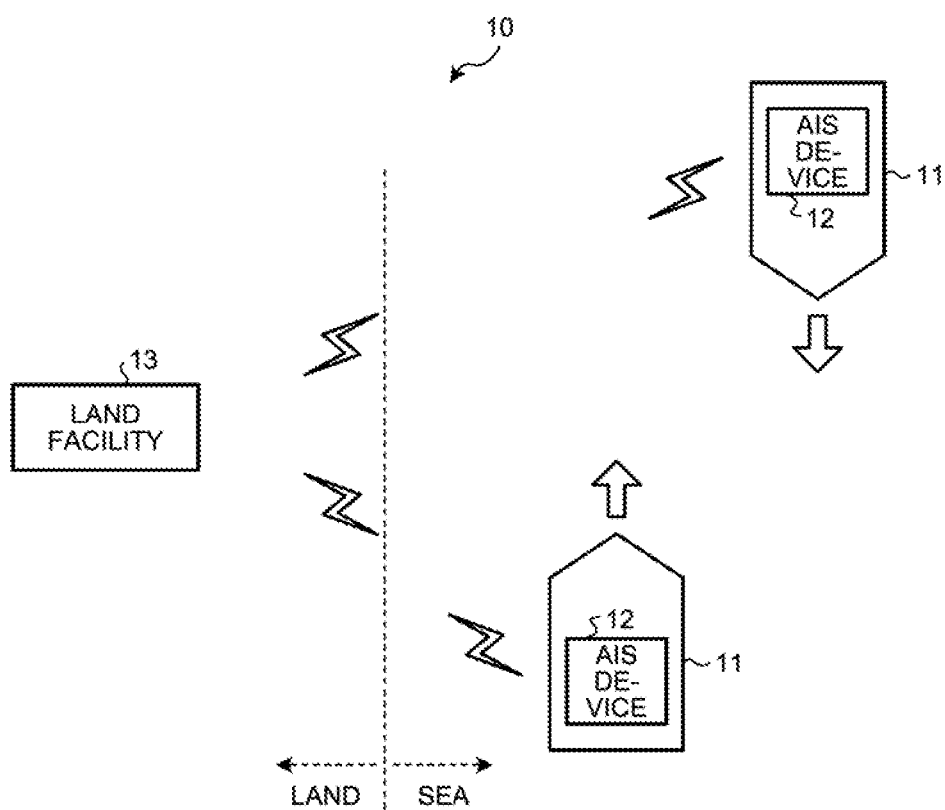 10
AIS
DE-
VICE
11
12
13
LAND
FACILITY
12
AIS
DE-
VICE
11
LAND SEA